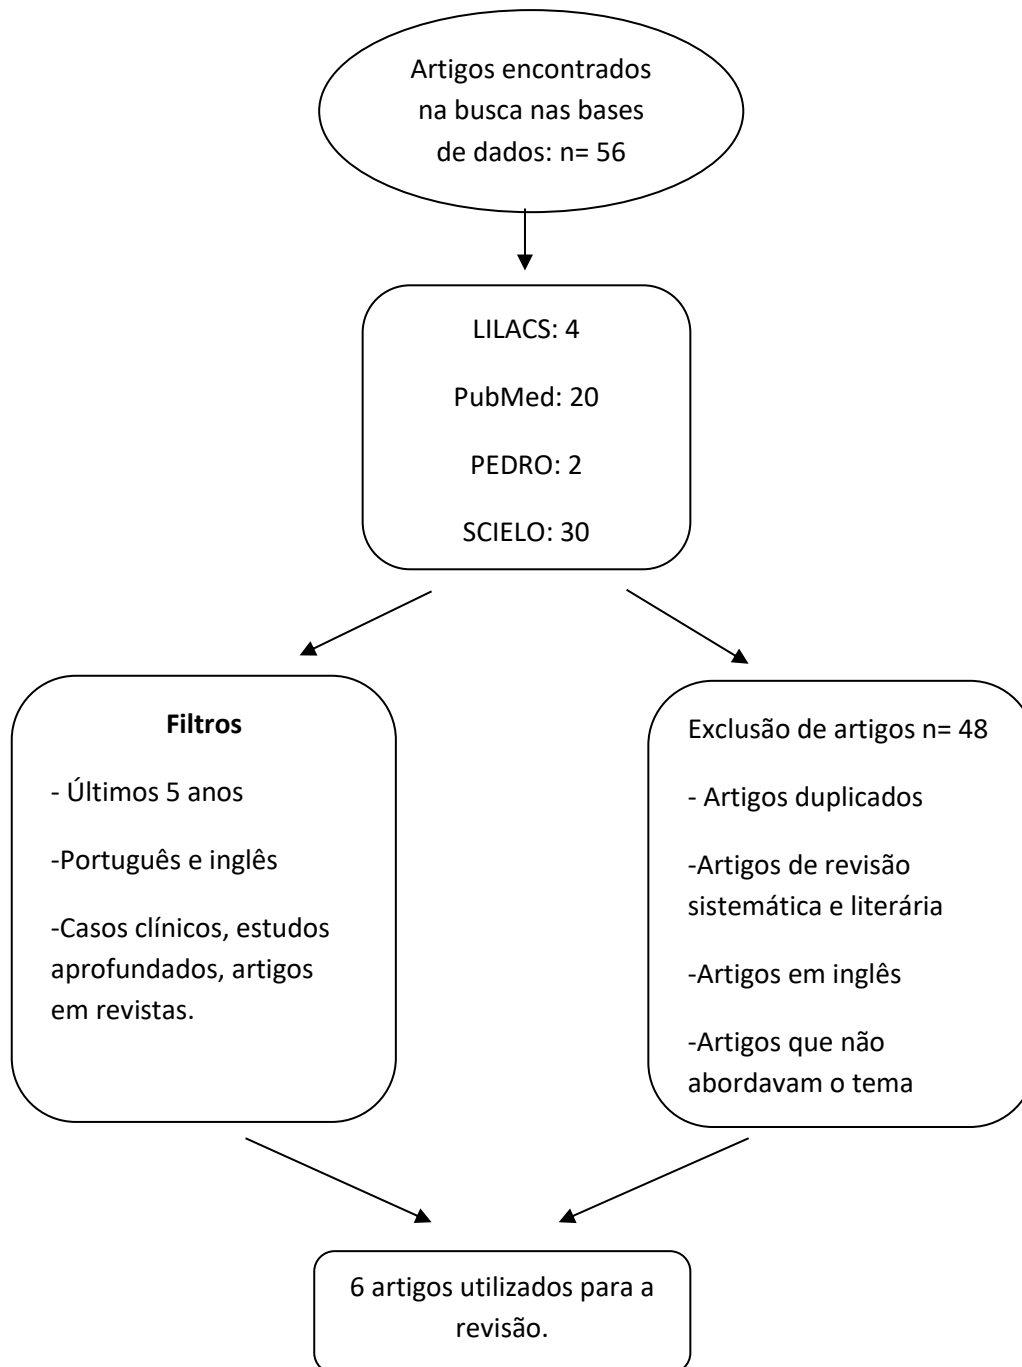 Artigos encontrados
na busca nas bases
de dados: n= 56
LILACS: 4
PubMed: 20
PEDRO: 2
SCIELO: 30
Filtros
- Últimos 5 anos
-Português e inglês
-Casos clínicos, estudos
aprofundados, artigos
em revistas.
Exclusão de artigos n= 48
- Artigos duplicados
-Artigos de revisão
sistemática e literária
-Artigos em inglês
-Artigos que não
abordavam o tema
6 artigos utilizados para a
revisão.